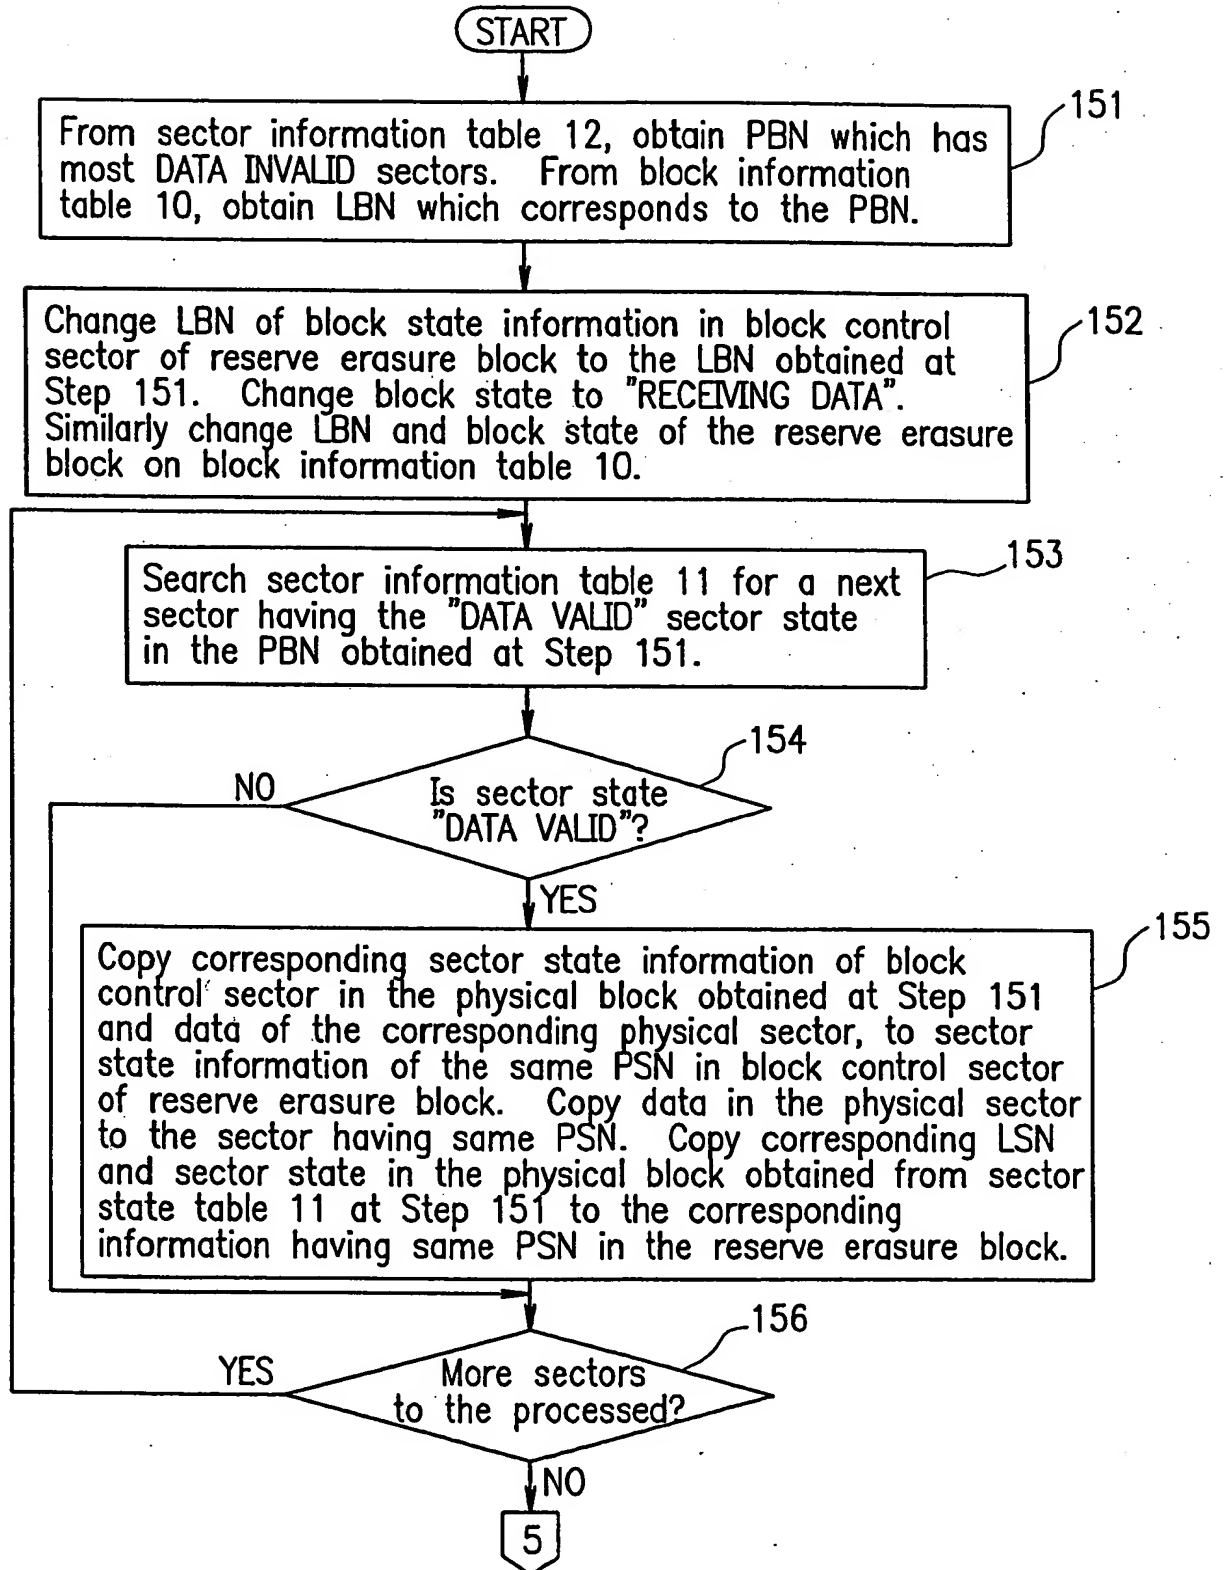 START
151
From sector information table 12, obtain PBN which has
most DATA INVALID sectors. From block information
table 10, obtain LBN which corresponds to the PBN.
152
Change LBN of block state information in block control
sector of reserve erasure block to the LBN obtained at
Step 151. Change block state to "RECEIVING DATA".
Similarly change LBN and block state of the reserve erasure
block on block information table 10.
153
Search sector information table 11 for a next
sector having the "DATA VALID" sector state
in the PBN obtained at Step 151.
154
NO
Is sector state
"DATA VALID"?
YES
155
Copy corresponding sector state information of block
control sector in the physical block obtained at Step 151
and data of the corresponding physical sector, to sector
state information of the same PSN in block control sector
of reserve erasure block. Copy data in the physical sector
to the sector having same PSN. Copy corresponding LSN
and sector state in the physical block obtained from sector
state table 11 at Step 151 to the corresponding
information having same PSN in the reserve erasure block.
156
YES
More sectors
to the processed?
NO
5